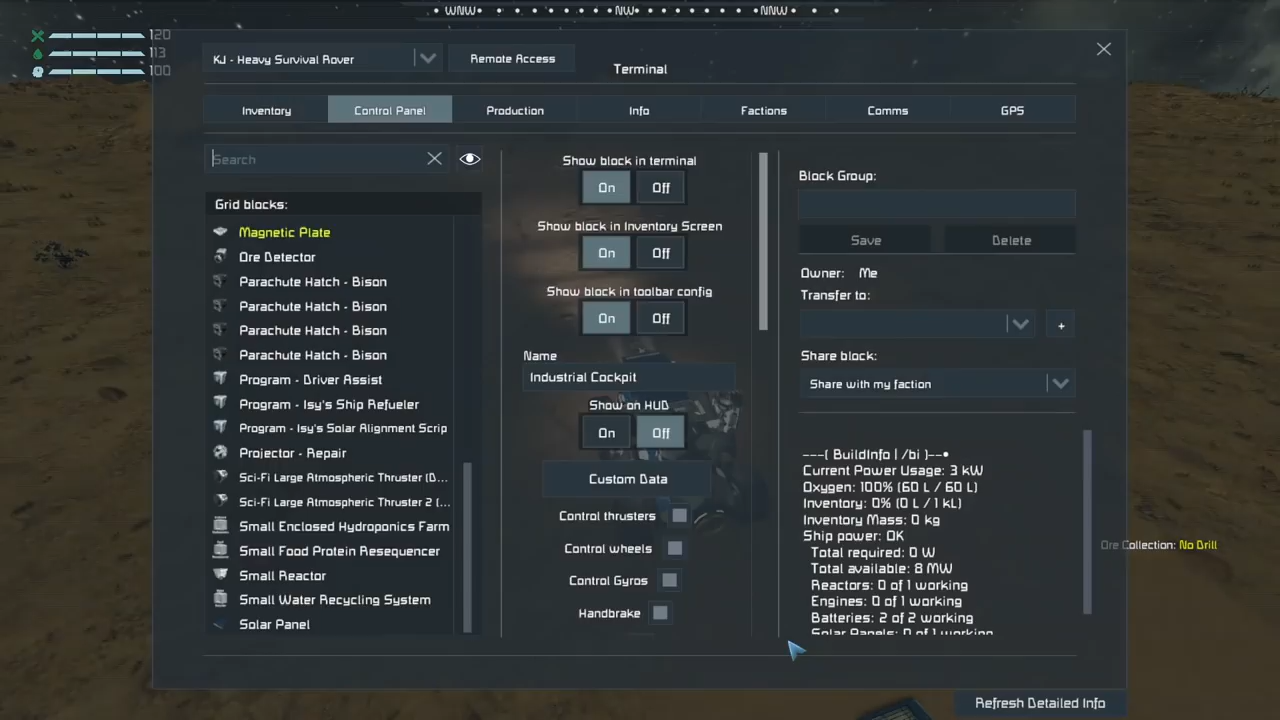 WNW NW NNW
120
113
100
KJ - Heavy Survival Rover
Remote Access
Terminal
Inventory
Control Panel
Production
Info
Factions
Comms
GPS
Search
Grid blocks:
Magnetic Plate
Ore Detector
Parachute Hatch - Bison
Parachute Hatch - Bison
Parachute Hatch - Bison
Parachute Hatch - Bison
Program - Driver Assist
Program - Isy's Ship Refueler
Program - Isy's Solar Alignment Scrip
Projector - Repair
Sci-Fi Large Atmospheric Thruster (D...
Sci-Fi Large Atmospheric Thruster 2 (...
Small Enclosed Hydroponics Farm
Small Food Protein Resequencer
Small Reactor
Small Water Recycling System
Solar Panel
Show block in terminal
On Off
Show block in Inventory Screen
On Off
Show block in toolbar config
On Off
Name
Industrial Cockpit
Show on HUD
On Off
Custom Data
Control thrusters
Control wheels
Control Gyros
Handbrake
Block Group:
Save
Delete
Owner: Me
Transfer to:
+
Share block:
Share with my faction
---( BuildInfo | /bi )--•
Current Power Usage: 3 kW
Oxygen: 100% (60 L / 60 L)
Inventory: 0% (0 L / 1 kL)
Inventory Mass: 0 kg
Ship power: OK
Total required: 0 W
Total available: 8 MW
Reactors: 0 of 1 working
Engines: 0 of 1 working
Batteries: 2 of 2 working
Solar Panels: 0 of 1 working
Ore Collection: No Drill
Refresh Detailed Info